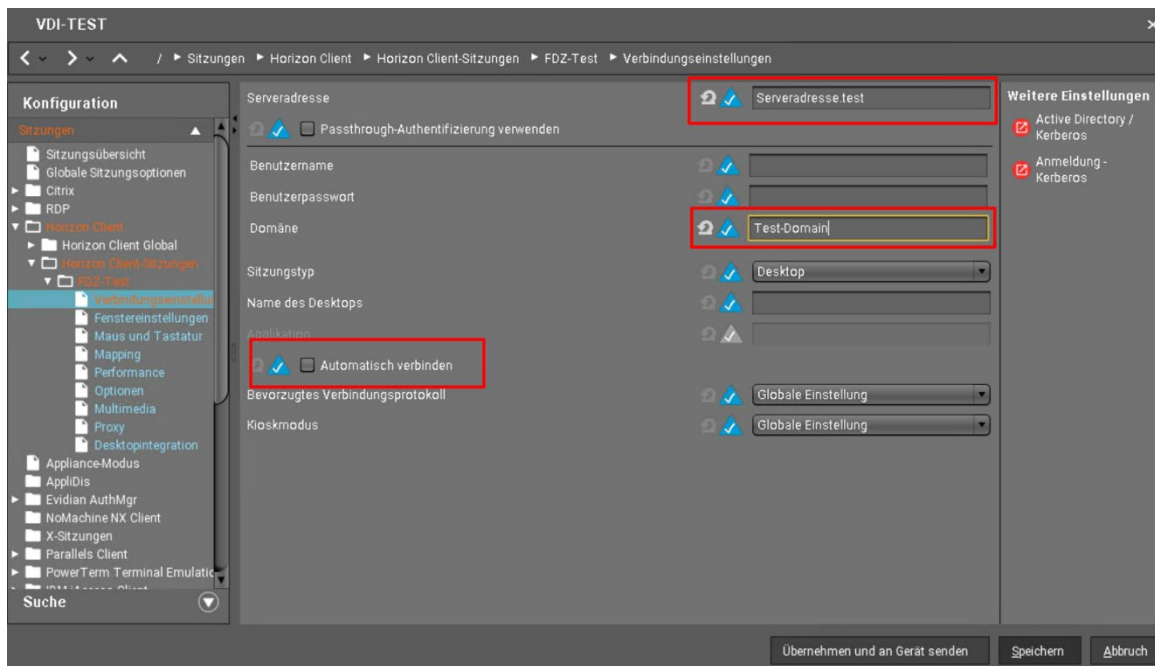 VDI-TEST
/ Sitzungen Horizon Client Horizon Client-Sitzungen FDZ-Test Verbindungseinstellungen
Konfiguration
Sitzungen
Sitzungsübersicht
Globale Sitzungsoptionen
Citrix
RDP
Horizon Client
Horizon Client Global
Horizon Client-Sitzungen
FDZ-Test
Verbindungseinstellu
Fenstereinstellungen
Maus und Tastatur
Mapping
Performance
Optionen
Multimedia
Proxy
Desktopintegration
Appliance-Modus
AppliDis
Evidian AuthMgr
NoMachine NX Client
X-Sitzungen
Parallels Client
PowerTerm Terminal Emulatio
Suche
Serveradresse
Serveradresse.test
Passthrough-Authentifizierung verwenden
Benutzername
Benutzerpasswort
Domäne
Test-Domain
Sitzungstyp
Desktop
Name des Desktops
Applikation
Automatisch verbinden
Bevorzugtes Verbindungsprotokoll
Globale Einstellung
Kioskmodus
Globale Einstellung
Weitere Einstellungen
Active Directory /
Kerberos
Anmeldung -
Kerberos
Übernehmen und an Gerät senden
Speichern
Abbruch